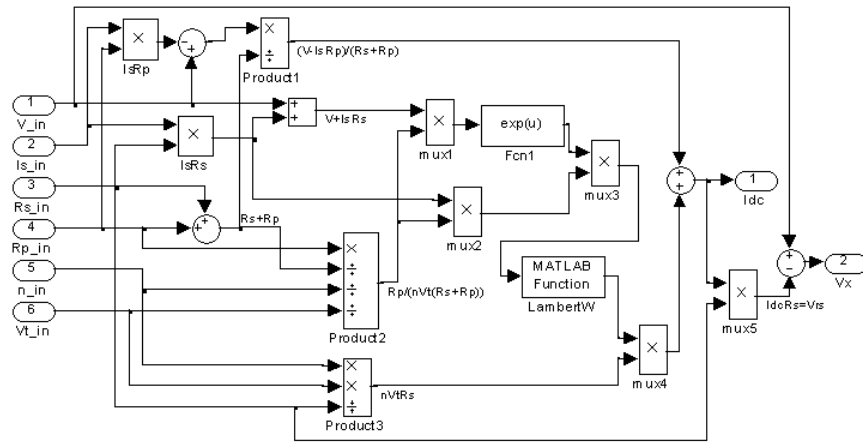 1
V_in
2
Is_in
3
Rs_in
4
Rp_in
5
n_in
6
Vt_in
×
IsRp
-
+
×
÷
Product1
(V-IsRp)/(Rs+Rp)
×
IsRs
+
+
V+IsRs
+
+
Rs+Rp
×
÷
÷
÷
Product2
Rp/(nVt(Rs+Rp))
×
×
÷
Product3
nVtRs
×
mux1
exp(u)
Fcn1
×
mux2
×
mux3
MATLAB
Function
LambertW
×
mux4
+
+
1
Idc
×
mux5
IdcRs=Vrs
+
-
2
Vx